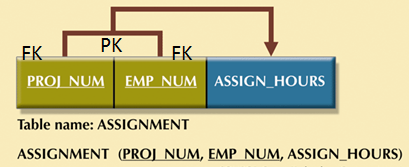 PK
FK FK
PROJ_NUM EMP_NUM ASSIGN_HOURS
Table name: ASSIGNMENT
ASSIGNMENT (PROJ_NUM, EMP_NUM, ASSIGN_HOURS)